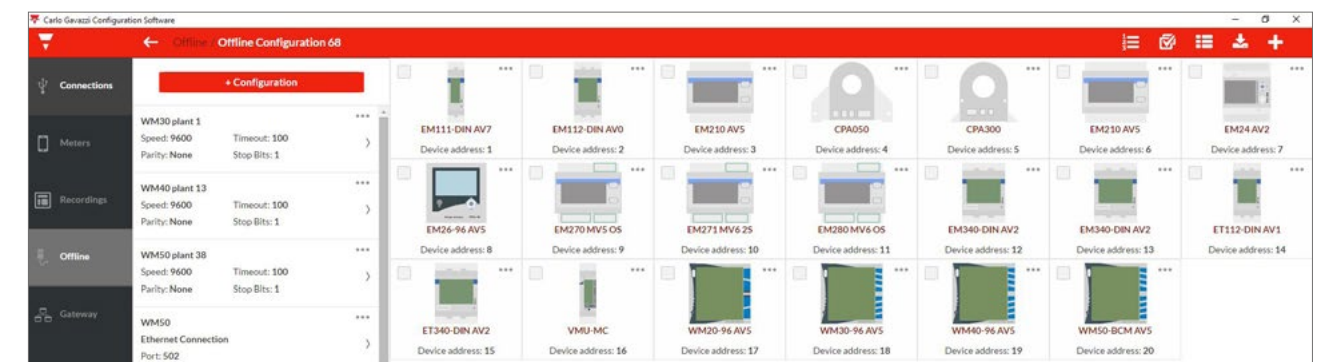 Carlo Gavazzi Configuration Software
Offline / Offline Configuration 68
Connections
Meters
Recordings
Offline
Gateway
+ Configuration
WM30 plant 1
Speed: 9600 Timeout: 100
Parity: None Stop Bits: 1
WM40 plant 13
Speed: 9600 Timeout: 100
Parity: None Stop Bits: 1
WM50 plant 38
Speed: 9600 Timeout: 100
Parity: None Stop Bits: 1
WM50
Ethernet Connection
Port: 502
EM111-DIN AV7
Device address: 1
EM112-DIN AV0
Device address: 2
EM210 AV5
Device address: 3
CPA050
Device address: 4
CPA300
Device address: 5
EM210 AV5
Device address: 6
EM24 AV2
Device address: 7
EM26-96 AV5
Device address: 8
EM270 MV5 OS
Device address: 9
EM271 MV6 2S
Device address: 10
EM280 MV6 OS
Device address: 11
EM340-DIN AV2
Device address: 12
EM340-DIN AV2
Device address: 13
ET112-DIN AV1
Device address: 14
ET340-DIN AV2
Device address: 15
VMU-MC
Device address: 16
WM20-96 AV5
Device address: 17
WM30-96 AV5
Device address: 18
WM40-96 AV5
Device address: 19
WM50-BCM AV5
Device address: 20